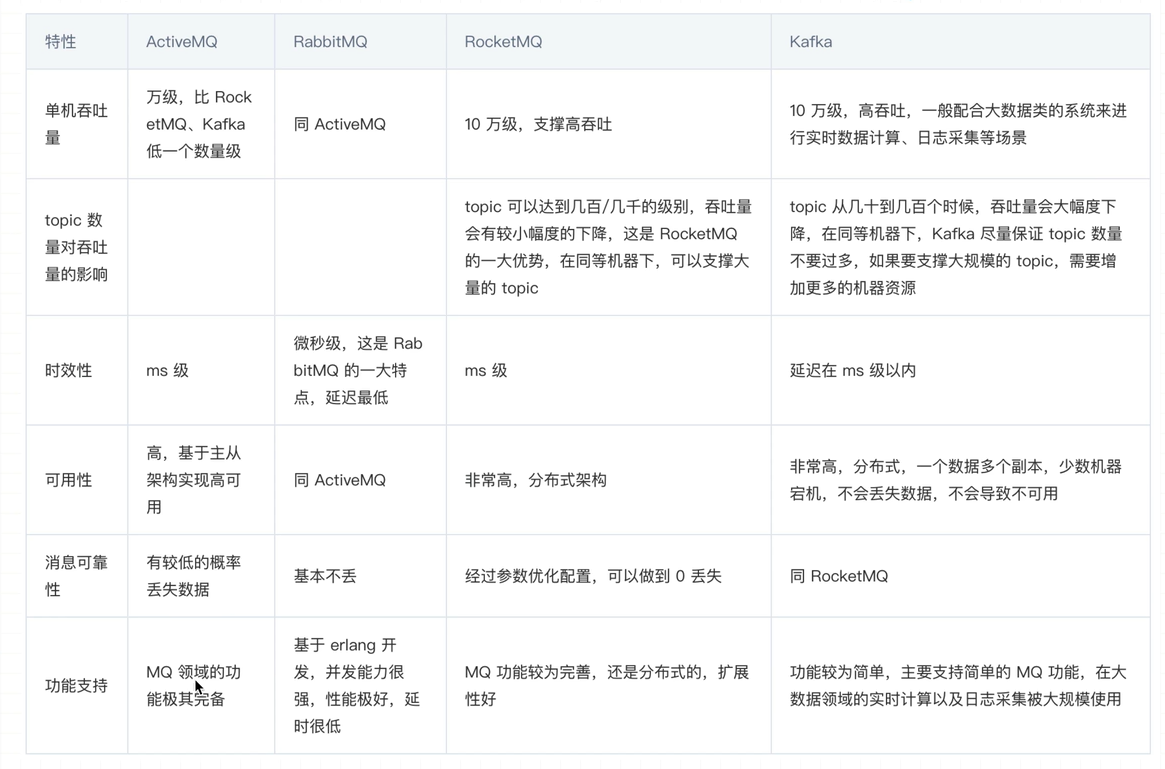 特性
ActiveMQ
RabbitMQ
RocketMQ
Kafka
单机吞吐
量
万级，比 Rock
etMQ、Kafka
低一个数量级
同 ActiveMQ
10 万级，支撑高吞吐
10 万级，高吞吐，一般配合大数据类的系统来进
行实时数据计算、日志采集等场景
topic 数
量对吞吐
量的影响
topic 可以达到几百/几千的级别，吞吐量
会有较小幅度的下降，这是 RocketMQ
的一大优势，在同等机器下，可以支撑大
量的 topic
topic 从几十到几百个时候，吞吐量会大幅度下
降，在同等机器下，Kafka 尽量保证 topic 数量
不要过多，如果要支撑大规模的 topic，需要增
加更多的机器资源
时效性
ms 级
微秒级，这是 Rab
bitMQ 的一大特
点，延迟最低
ms 级
延迟在 ms 级以内
可用性
高，基于主从
架构实现高可
用
同 ActiveMQ
非常高，分布式架构
非常高，分布式，一个数据多个副本，少数机器
宕机，不会丢失数据，不会导致不可用
消息可靠
性
有较低的概率
丢失数据
基本不丢
经过参数优化配置，可以做到 0 丢失
同 RocketMQ
功能支持
MQ 领域的功
能极其完备
基于 erlang 开
发，并发能力很
强，性能极好，延
时很低
MQ 功能较为完善，还是分布式的，扩展
性好
功能较为简单，主要支持简单的 MQ 功能，在大
数据领域的实时计算以及日志采集被大规模使用